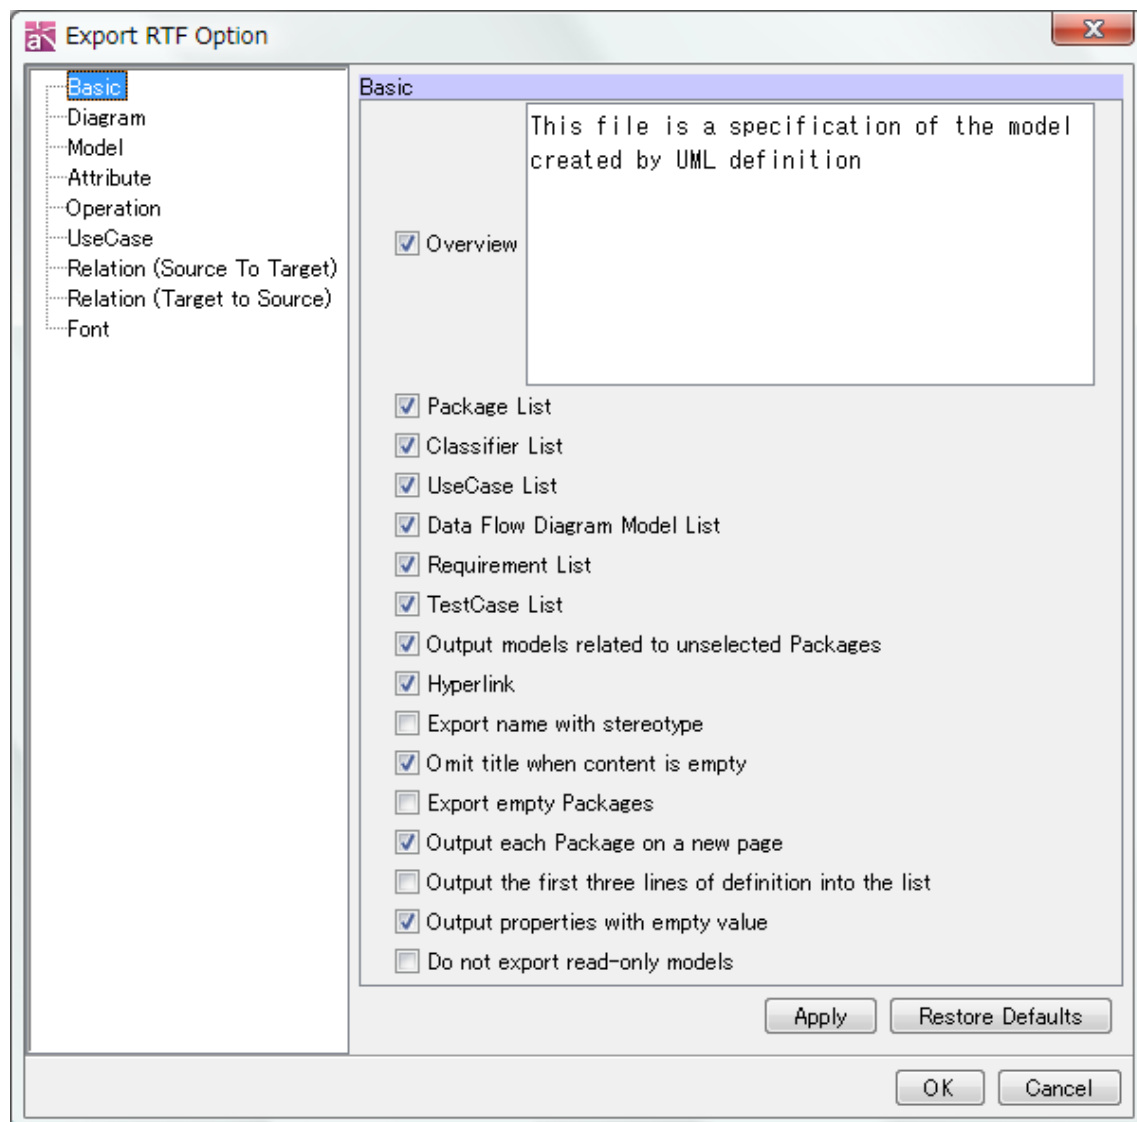 Export RTF Option
Basic
Diagram
Model
Attribute
Operation
UseCase
Relation (Source To Target)
Relation (Target to Source)
Font
Basic
This file is a specification of the model
created by UML definition
Overview
Package List
Classifier List
UseCase List
Data Flow Diagram Model List
Requirement List
TestCase List
Output models related to unselected Packages
Hyperlink
Export name with stereotype
Omit title when content is empty
Export empty Packages
Output each Package on a new page
Output the first three lines of definition into the list
Output properties with empty value
Do not export read-only models
Apply
Restore Defaults
OK
Cancel